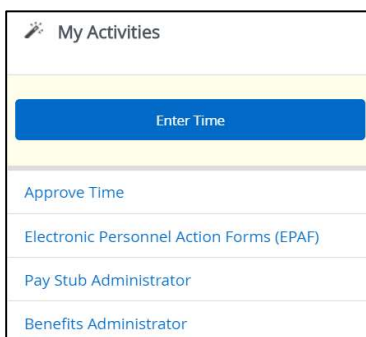 My Activities
Enter Time
Approve Time
Electronic Personnel Action Forms (EPAF)
Pay Stub Administrator
Benefits Administrator